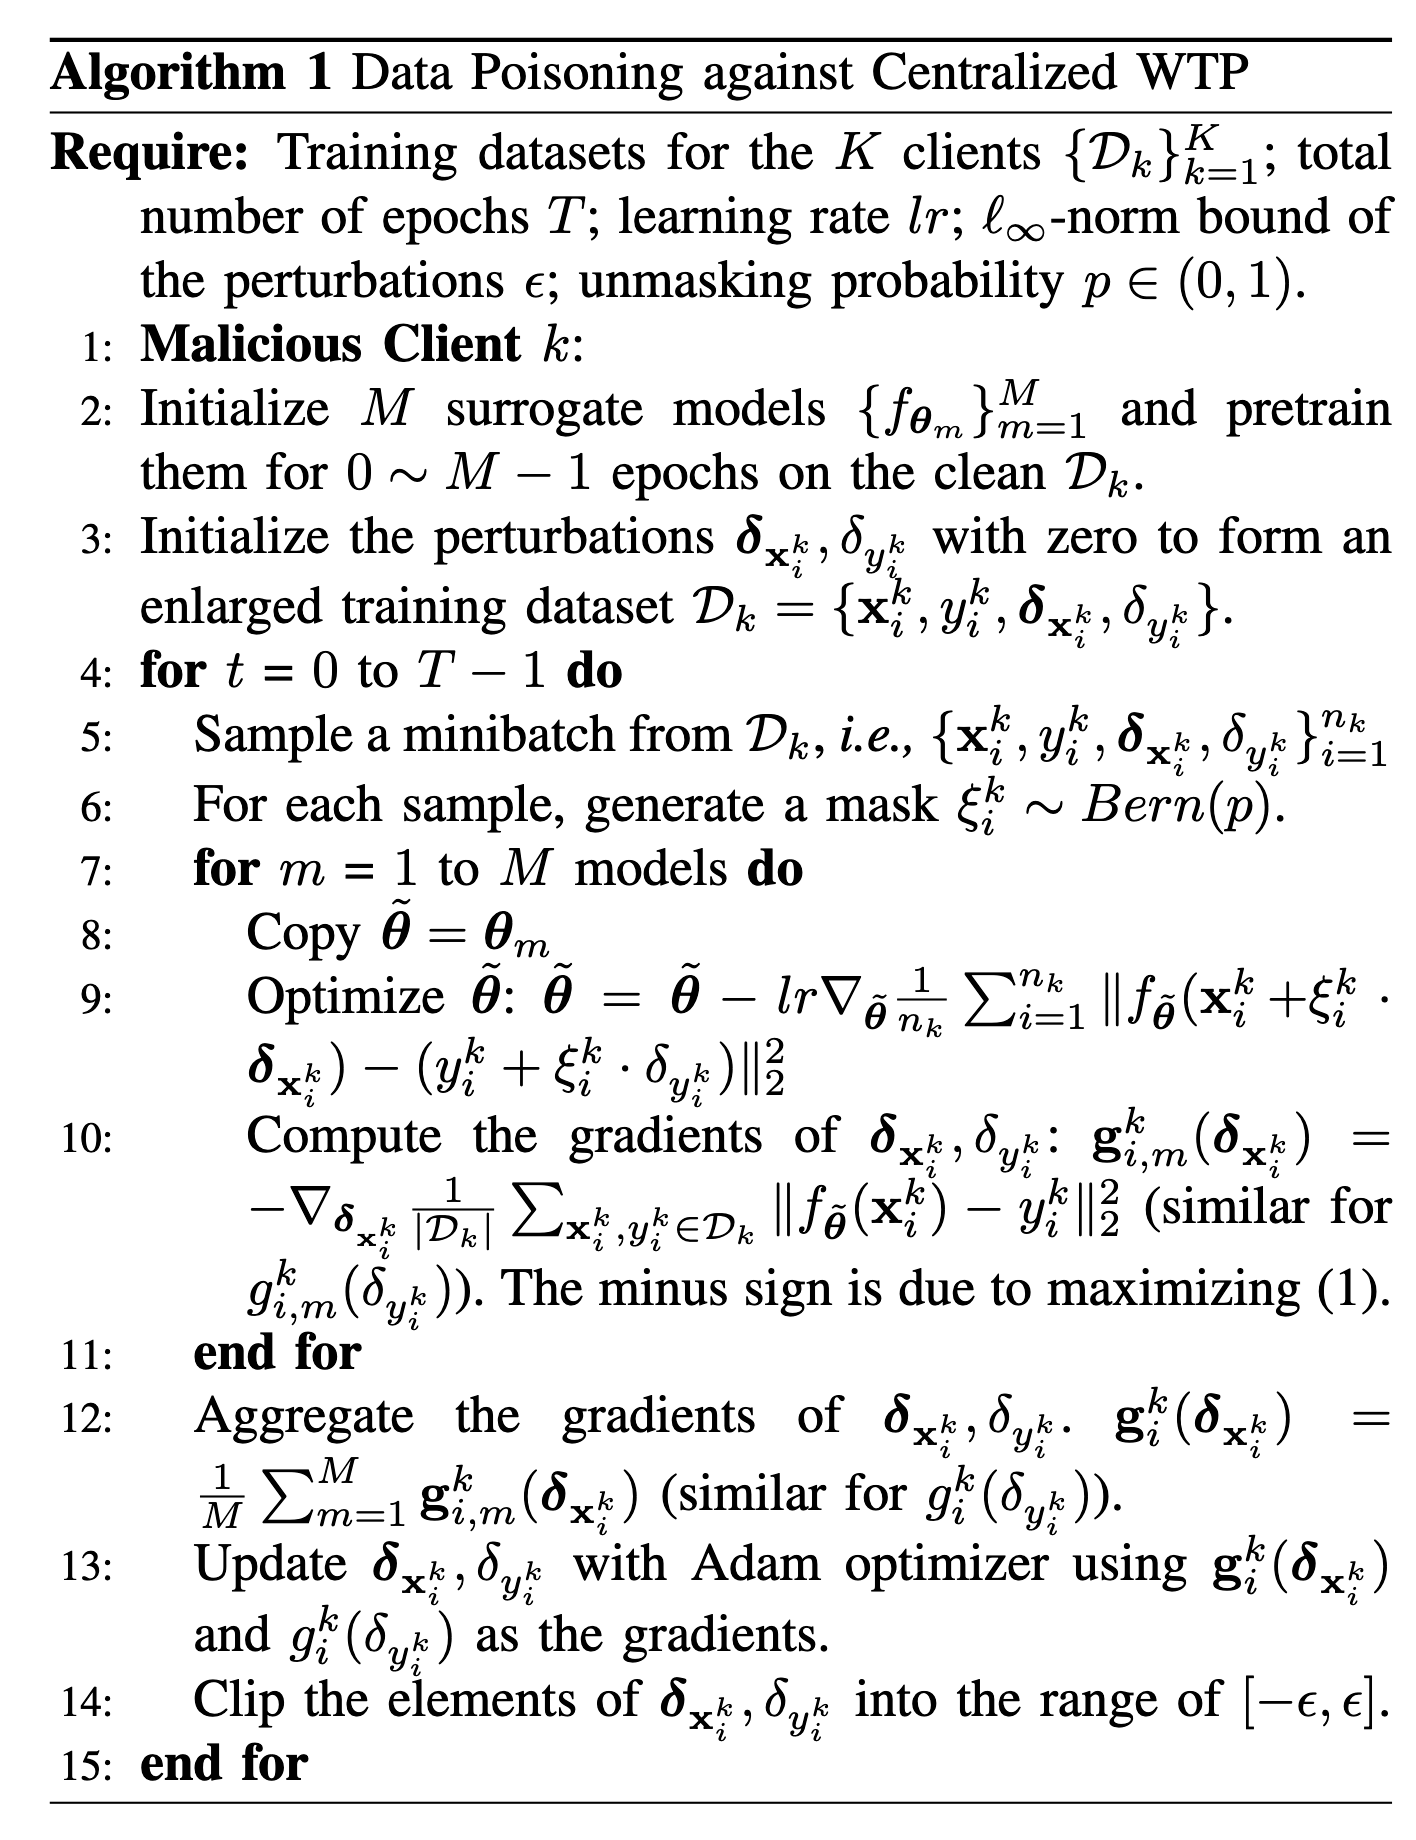 Algorithm 1 Data Poisoning against Centralized WTP
Require: Training datasets for the $K$ clients $\{\mathcal{D}_k\}_{k=1}^{K}$; total
number of epochs $T$; learning rate $lr$; $\ell_\infty$-norm bound of
the perturbations $\epsilon$; unmasking probability $p \in (0, 1)$.
1: Malicious Client $k$:
2: Initialize $M$ surrogate models $\{f_{\boldsymbol{\theta}_m}\}_{m=1}^{M}$ and pretrain
them for $0 \sim M - 1$ epochs on the clean $\mathcal{D}_k$.
3: Initialize the perturbations $\boldsymbol{\delta}_{\mathbf{x}_i^k}, \delta_{y_i^k}$ with zero to form an
enlarged training dataset $\mathcal{D}_k = \{\mathbf{x}_i^k, y_i^k, \boldsymbol{\delta}_{\mathbf{x}_i^k}, \delta_{y_i^k}\}$.
4: for $t$ = 0 to $T - 1$ do
5: Sample a minibatch from $\mathcal{D}_k$, i.e., $\{\mathbf{x}_i^k, y_i^k, \boldsymbol{\delta}_{\mathbf{x}_i^k}, \delta_{y_i^k}\}_{i=1}^{n_k}$
6: For each sample, generate a mask $\xi_i^k \sim Bern(p)$.
7: for $m$ = 1 to $M$ models do
8: Copy $\tilde{\boldsymbol{\theta}} = \boldsymbol{\theta}_m$
9: Optimize $\tilde{\boldsymbol{\theta}}$: $\tilde{\boldsymbol{\theta}} = \tilde{\boldsymbol{\theta}} - lr \nabla_{\tilde{\boldsymbol{\theta}}} \frac{1}{n_k} \sum_{i=1}^{n_k} \| f_{\tilde{\boldsymbol{\theta}}}(\mathbf{x}_i^k + \xi_i^k \cdot$
$\boldsymbol{\delta}_{\mathbf{x}_i^k}) - (y_i^k + \xi_i^k \cdot \delta_{y_i^k}) \|_2^2$
10: Compute the gradients of $\boldsymbol{\delta}_{\mathbf{x}_i^k}, \delta_{y_i^k}$: $\mathbf{g}_{i,m}^k(\boldsymbol{\delta}_{\mathbf{x}_i^k}) =$
$-\nabla_{\boldsymbol{\delta}_{\mathbf{x}_i^k}} \frac{1}{|\mathcal{D}_k|} \sum_{\mathbf{x}_i^k, y_i^k \in \mathcal{D}_k} \| f_{\tilde{\boldsymbol{\theta}}}(\mathbf{x}_i^k) - y_i^k \|_2^2$ (similar for
$g_{i,m}^k(\delta_{y_i^k})$). The minus sign is due to maximizing (1).
11: end for
12: Aggregate the gradients of $\boldsymbol{\delta}_{\mathbf{x}_i^k}, \delta_{y_i^k}$. $\mathbf{g}_i^k(\boldsymbol{\delta}_{\mathbf{x}_i^k}) =$
$\frac{1}{M} \sum_{m=1}^{M} \mathbf{g}_{i,m}^k(\boldsymbol{\delta}_{\mathbf{x}_i^k})$ (similar for $g_i^k(\delta_{y_i^k})$).
13: Update $\boldsymbol{\delta}_{\mathbf{x}_i^k}, \delta_{y_i^k}$ with Adam optimizer using $\mathbf{g}_i^k(\boldsymbol{\delta}_{\mathbf{x}_i^k})$
and $g_i^k(\delta_{y_i^k})$ as the gradients.
14: Clip the elements of $\boldsymbol{\delta}_{\mathbf{x}_i^k}, \delta_{y_i^k}$ into the range of $[-\epsilon, \epsilon]$.
15: end for